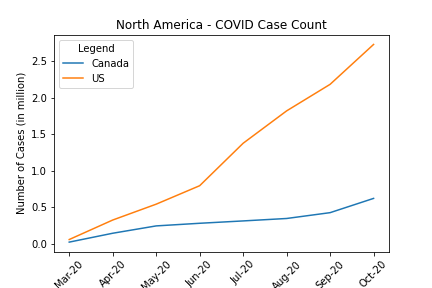 North America - COVID Case Count
Legend
Canada
US
Number of Cases (in million)
2.5
2.0
1.5
1.0
0.5
0.0
Mar-20
Apr-20
May-20
Jun-20
Jul-20
Aug-20
Sep-20
Oct-20